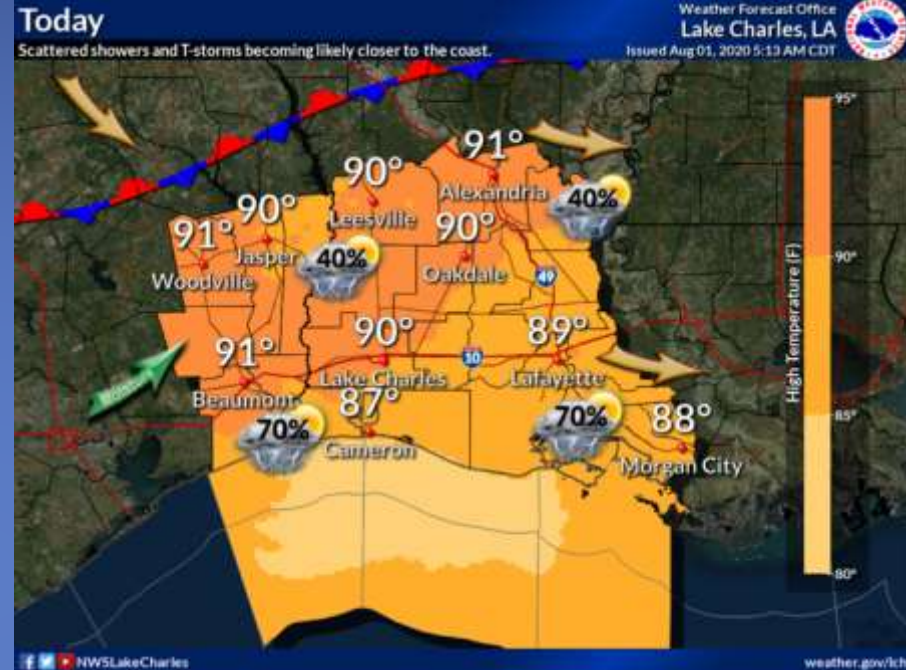 Today
Scattered showers and T-storms becoming likely closer to the coast.
Weather Forecast Office
Lake Charles, LA
Issued Aug 01, 2020 5:13 AM CDT
91°
Alexandria
90°
Leesville
40%
90°
Jasper
91°
Woodville
40%
90°
Oakdale
49
90°
Lake Charles
10
89°
Lafayette
91°
Beaumont
87°
Cameron
70%
70%
88°
Morgan City
95°
90°
85°
80°
High Temperature (F)
NWSLakeCharles
weather.gov/lch